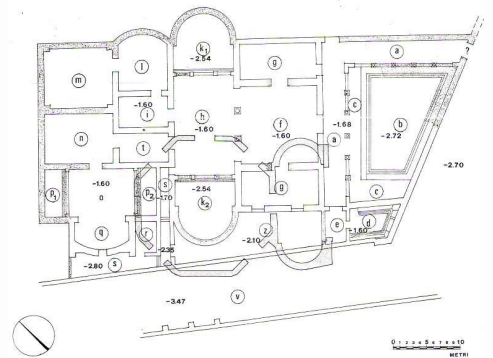 k1
-2.54
l
g
a
?
m
-1.60
c
h
i
-1.60
f
-1.60
-1.68
b
-2.72
n
t
a
-2.70
p1
-1.60
o
p2
s
-1.70
k2
-2.54
g
c
q
r
z
-2.10
e
d
-1.60
-2.80
s
-2.35
-3.47
v
0 1 2 3 4 5 6 7 8 9 10
METRI